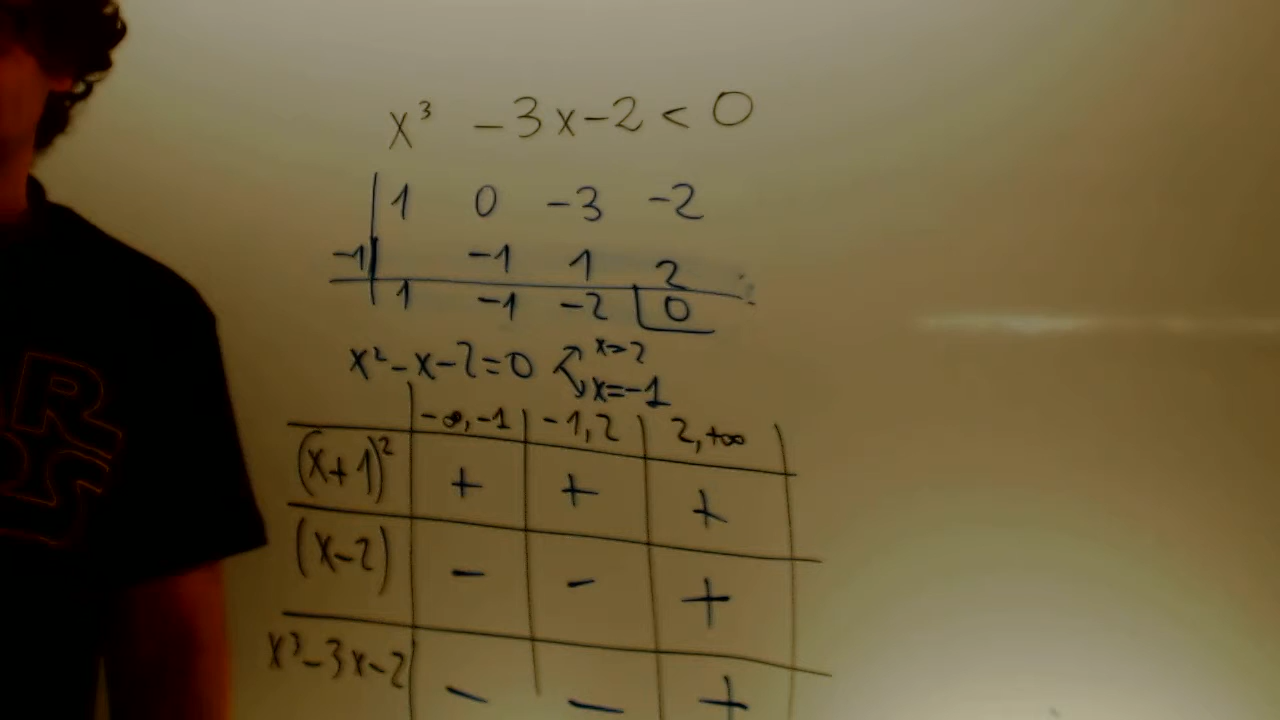 x³ -3x-2<0
1 0 -3 -2
-1 -1 1 2
1 -1 -2 0
x²-x-2=0 x=2
x=-1
-∞,-1 -1,2 2,+∞
(x+1)² + + +
(x-2) - - +
x³-3x-2 - - +